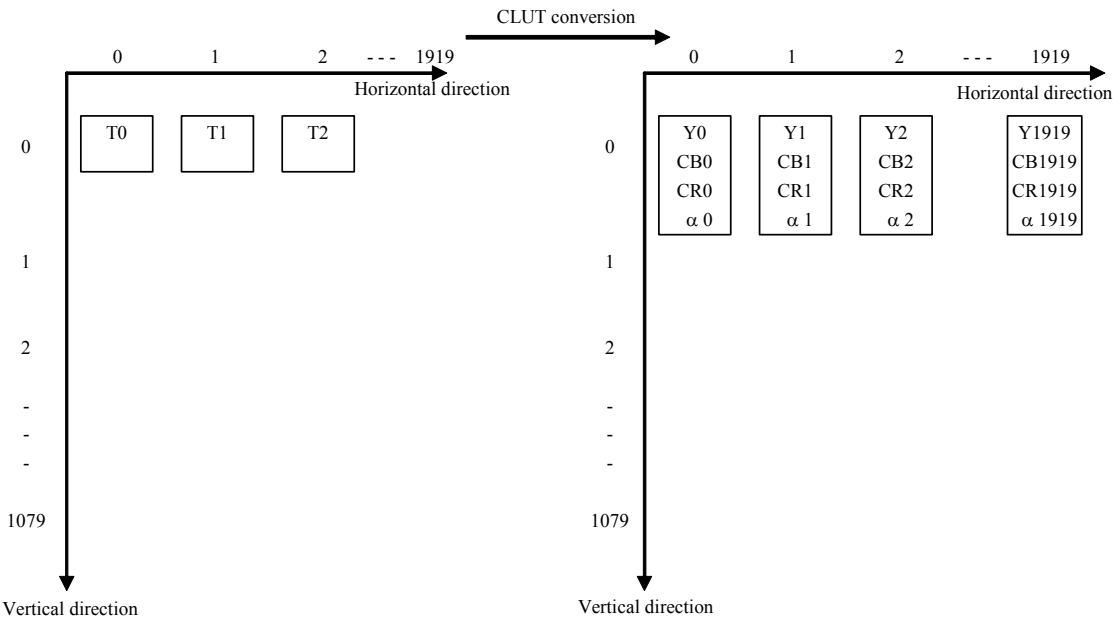 CLUT conversion
0 1 2 - - - 1919
Horizontal direction
0
T0 T1 T2
1
2
-
-
-
1079
Vertical direction
0 1 2 - - - 1919
Horizontal direction
0
Y0 Y1 Y2 Y1919
CB0 CB1 CB2 CB1919
CR0 CR1 CR2 CR1919
α 0 α 1 α 2 α 1919
1
2
-
-
-
1079
Vertical direction